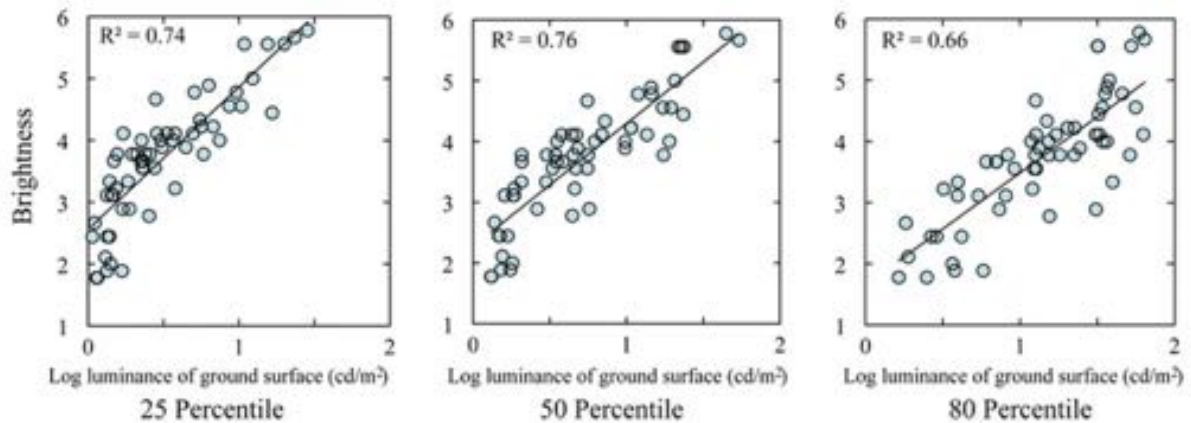 R² = 0.74
R² = 0.76
R² = 0.66
Brightness
6
5
4
3
2
1
0
1
2
6
5
4
3
2
1
0
1
2
6
5
4
3
2
1
0
1
2
Log luminance of ground surface (cd/m²)
Log luminance of ground surface (cd/m²)
Log luminance of ground surface (cd/m²)
25 Percentile
50 Percentile
80 Percentile